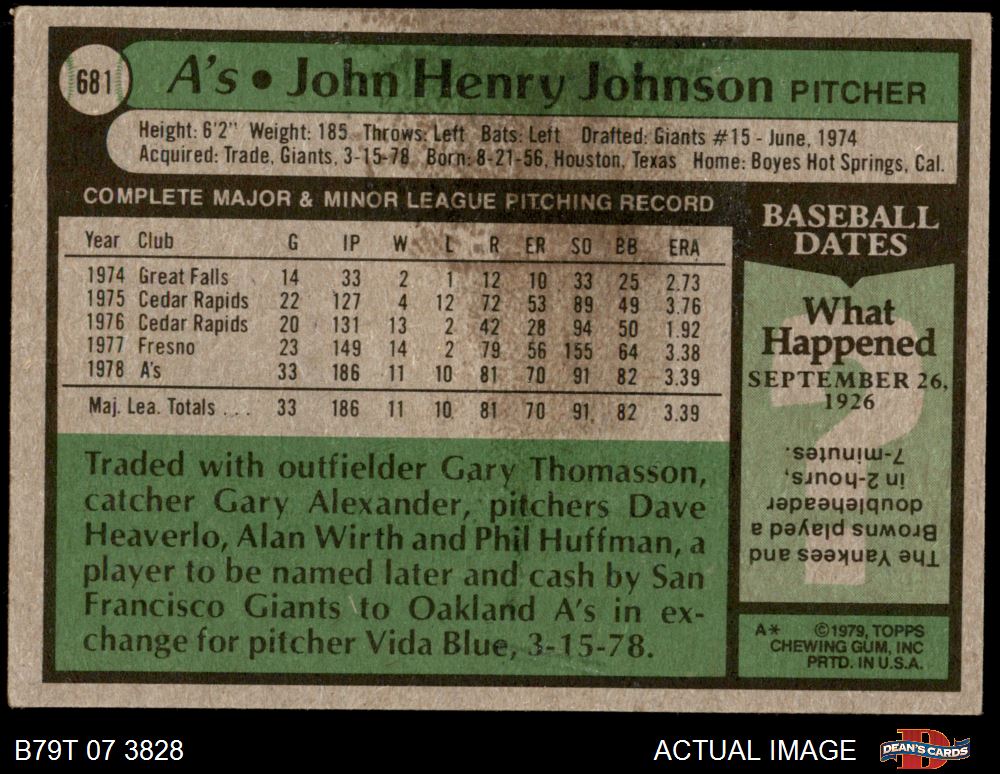 681 A's • John Henry Johnson PITCHER
Height: 6'2" Weight: 185 Throws: Left Bats: Left Drafted: Giants #15 - June, 1974
Acquired: Trade, Giants, 3-15-78 Born: 8-21-56, Houston, Texas Home: Boyes Hot Springs, Cal.
COMPLETE MAJOR & MINOR LEAGUE PITCHING RECORD
Year Club G IP W L R ER SO BB ERA
1974 Great Falls 14 33 2 1 12 10 33 25 2.73
1975 Cedar Rapids 22 127 4 12 72 53 89 49 3.76
1976 Cedar Rapids 20 131 13 2 42 28 94 50 1.92
1977 Fresno 23 149 14 2 79 56 155 64 3.38
1978 A's 33 186 11 10 81 70 91 82 3.39
Maj. Lea. Totals . . . 33 186 11 10 81 70 91 82 3.39
Traded with outfielder Gary Thomasson,
catcher Gary Alexander, pitchers Dave
Heaverlo, Alan Wirth and Phil Huffman, a
player to be named later and cash by San
Francisco Giants to Oakland A's in ex-
change for pitcher Vida Blue, 3-15-78.
BASEBALL
DATES
What
Happened
SEPTEMBER 26,
1926
?
The Yankees and
Browns played a
doubleheader
in 2-hours,
7-minutes.
A* ©1979, TOPPS
CHEWING GUM, INC
PRTD. IN U.S.A.
B79T 07 3828
ACTUAL IMAGE
DEAN'S CARDS